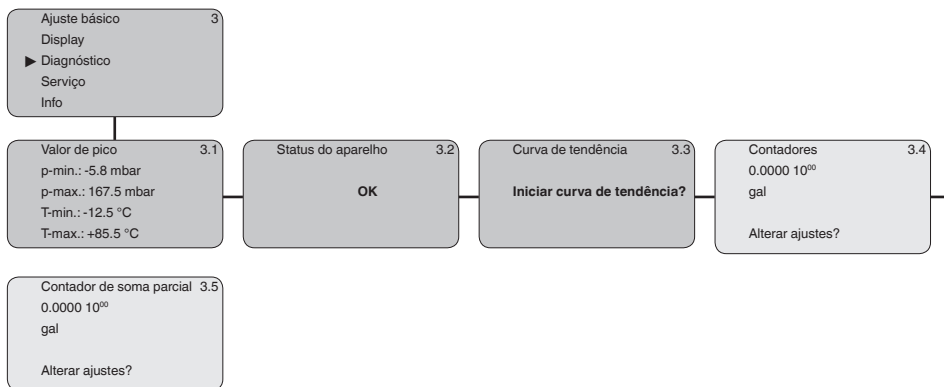 Ajuste básico 3
Display
▶ Diagnóstico
Serviço
Info
Valor de pico 3.1
p-min.: -5.8 mbar
p-max.: 167.5 mbar
T-min.: -12.5 °C
T-max.: +85.5 °C
Status do aparelho 3.2
OK
Curva de tendência 3.3
Iniciar curva de tendência?
Contadores 3.4
0.0000 10⁰⁰
gal
Alterar ajustes?
Contador de soma parcial 3.5
0.0000 10⁰⁰
gal
Alterar ajustes?